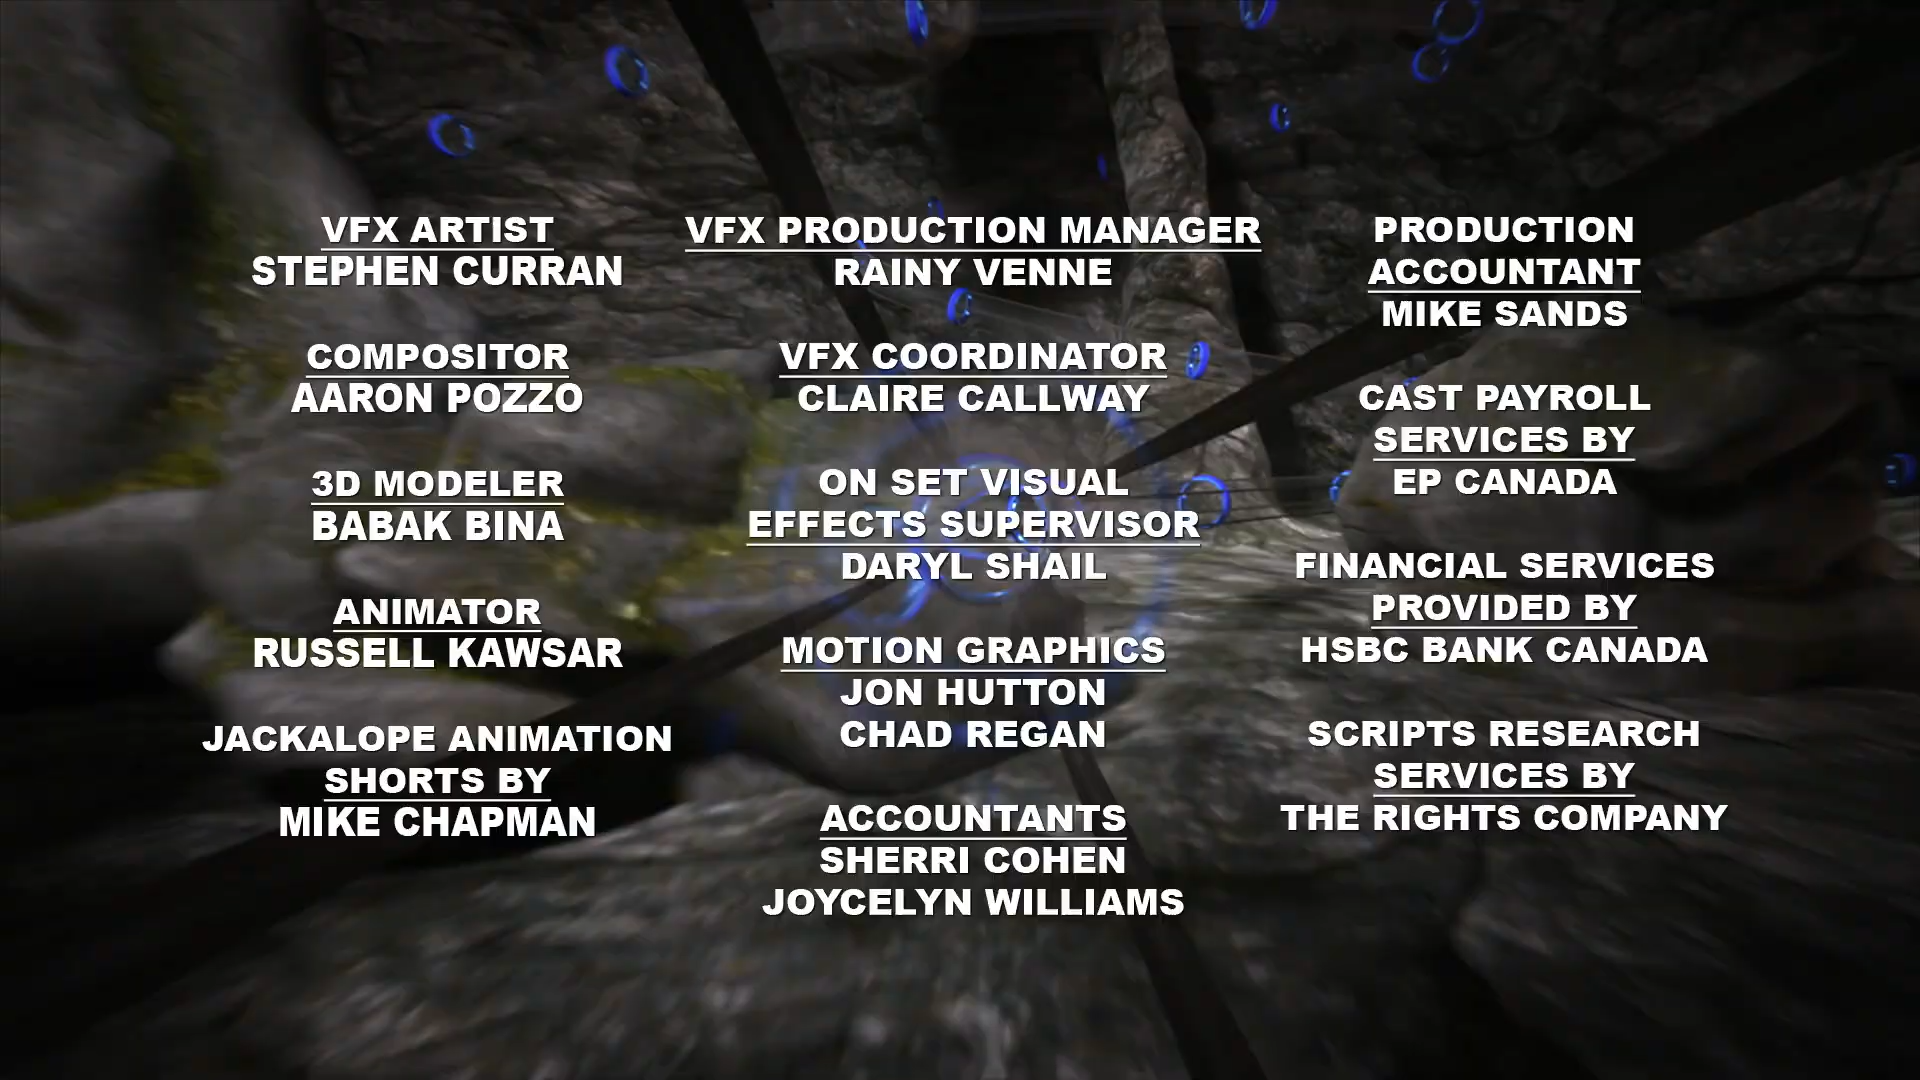 VFX ARTIST
STEPHEN CURRAN
COMPOSITOR
AARON POZZO
3D MODELER
BABAK BINA
ANIMATOR
RUSSELL KAWSAR
JACKALOPE ANIMATION
SHORTS BY
MIKE CHAPMAN
VFX PRODUCTION MANAGER
RAINY VENNE
VFX COORDINATOR
CLAIRE CALLWAY
ON SET VISUAL
EFFECTS SUPERVISOR
DARYL SHAIL
MOTION GRAPHICS
JON HUTTON
CHAD REGAN
ACCOUNTANTS
SHERRI COHEN
JOYCELYN WILLIAMS
PRODUCTION
ACCOUNTANT
MIKE SANDS
CAST PAYROLL
SERVICES BY
EP CANADA
FINANCIAL SERVICES
PROVIDED BY
HSBC BANK CANADA
SCRIPTS RESEARCH
SERVICES BY
THE RIGHTS COMPANY